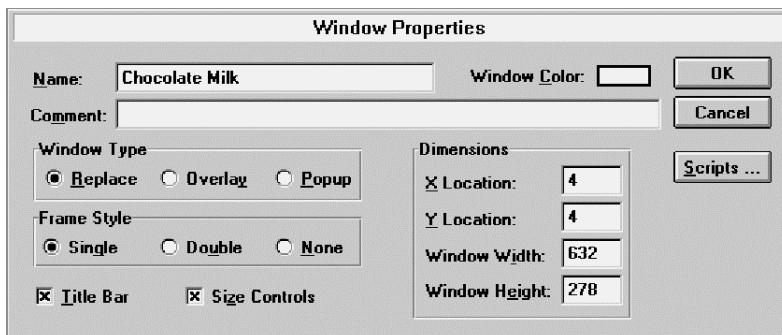 Window Properties
Name: Chocolate Milk Window Color: OK
Comment: Cancel
Window Type Dimensions
Replace Overlay Popup X Location: 4 Scripts ...
Frame Style Y Location: 4
Single Double None Window Width: 632
Title Bar Size Controls Window Height: 278